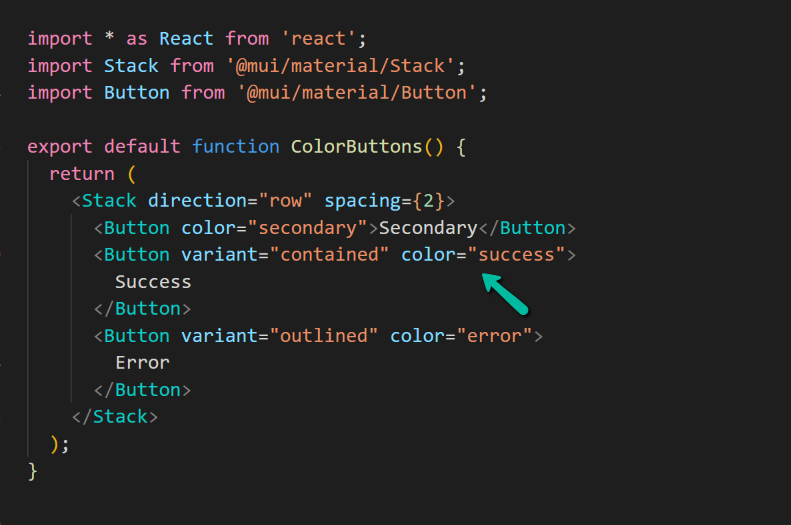 import * as React from 'react';
import Stack from '@mui/material/Stack';
import Button from '@mui/material/Button';

export default function ColorButtons() {
  return (
    <Stack direction="row" spacing={2}>
      <Button color="secondary">Secondary</Button>
      <Button variant="contained" color="success">
        Success
      </Button>
      <Button variant="outlined" color="error">
        Error
      </Button>
    </Stack>
  );
}